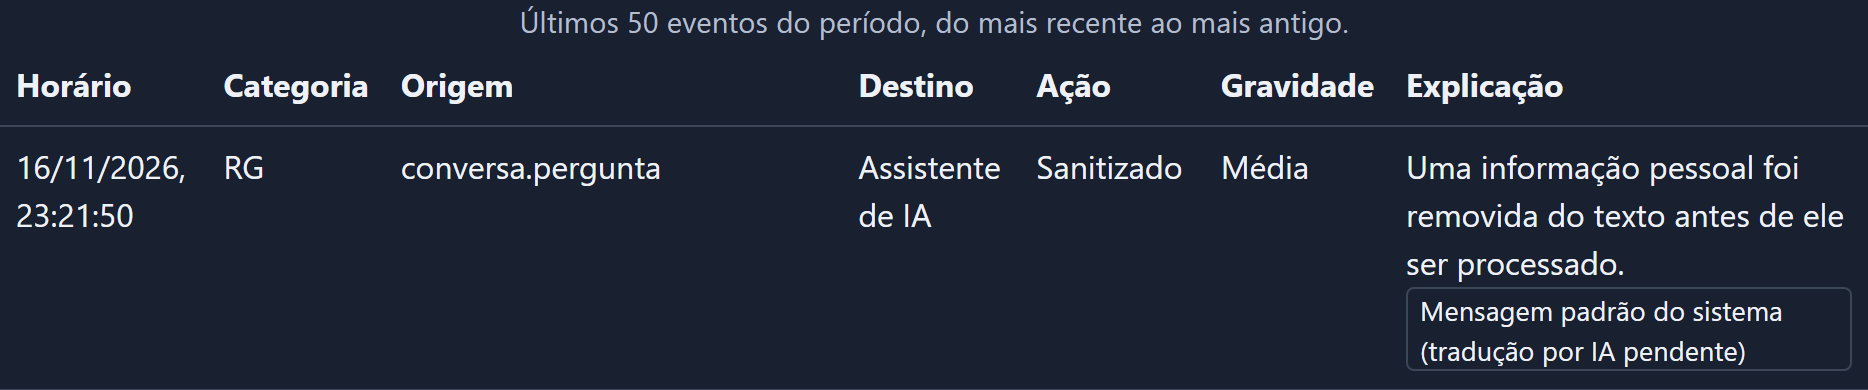 Últimos 50 eventos do período, do mais recente ao mais antigo.
Horário Categoria Origem Destino Ação Gravidade Explicação
16/11/2026, 23:21:50
RG
conversa.pergunta
Assistente de IA
Sanitizado
Média
Uma informação pessoal foi
removida do texto antes de ele
ser processado.
Mensagem padrão do sistema
(tradução por IA pendente)